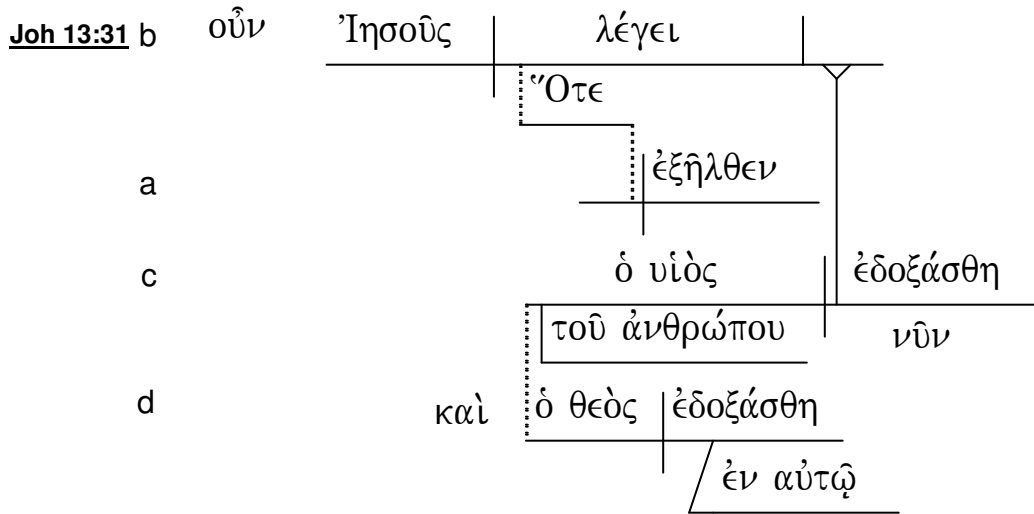 Joh 13:31 b οὖν Ἰησοῦς λέγει
Ὅτε
a ἐξῆλθεν
c ὁ υἱὸς ἐδοξάσθη
τοῦ ἀνθρώπου νῦν
d καὶ ὁ θεὸς ἐδοξάσθη
ἐν αὐτῷ